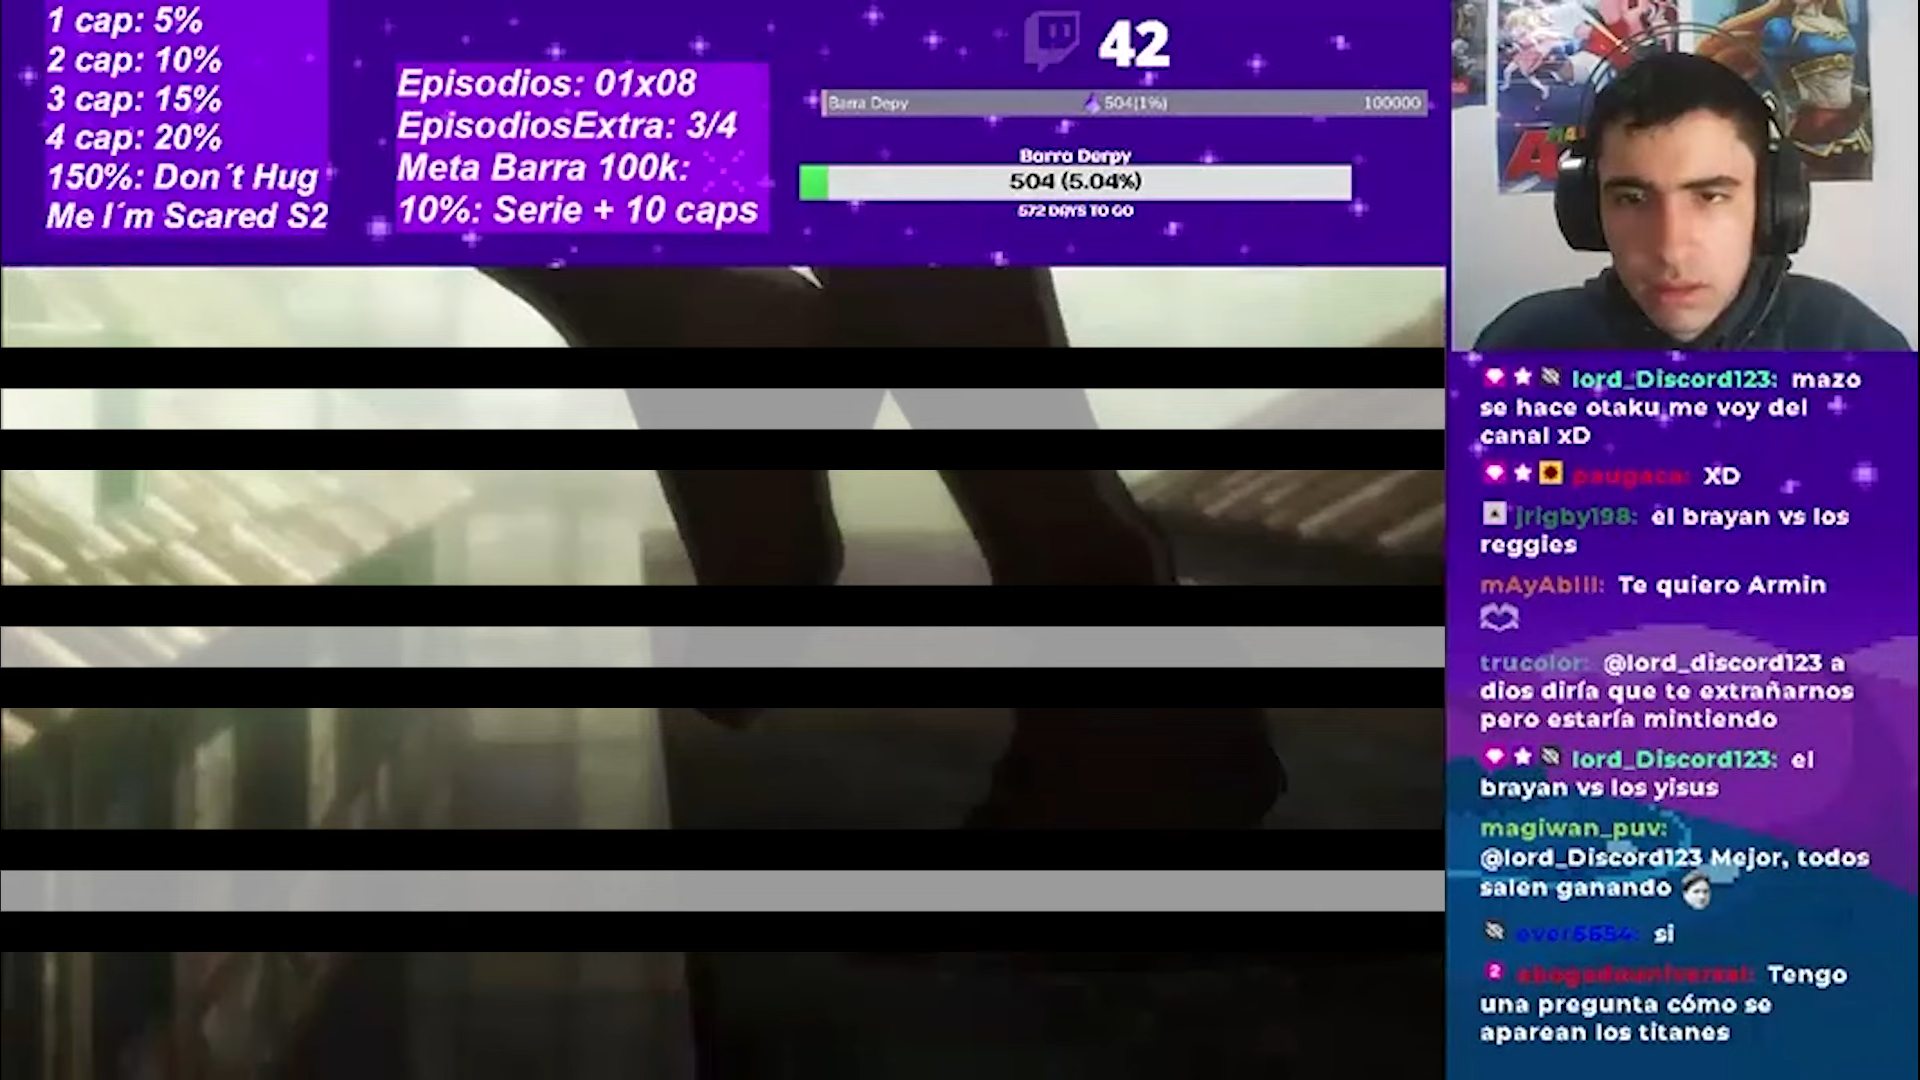 1 cap: 5%
2 cap: 10%
3 cap: 15%
4 cap: 20%
150%: Don´t Hug
Me I´m Scared S2
Episodios: 01x08
EpisodiosExtra: 3/4
Meta Barra 100k:
10%: Serie + 10 caps
42
Barra Depy 504(1%) 100000
Barra Derpy
504 (5.04%)
572 DAYS TO GO
lord_Discord123: mazo
se hace otaku me voy del
canal xD
paugaca: XD
jrigby198: el brayan vs los
reggies
mAyAbIII: Te quiero Armin
trucolor: @lord_discord123 a
dios diría que te extrañarnos
pero estaría mintiendo
lord_Discord123: el
brayan vs los yisus
magiwan_puv:
@lord_Discord123 Mejor, todos
salen ganando
si
2
abogadouniversal: Tengo
una pregunta cómo se
aparean los titanes